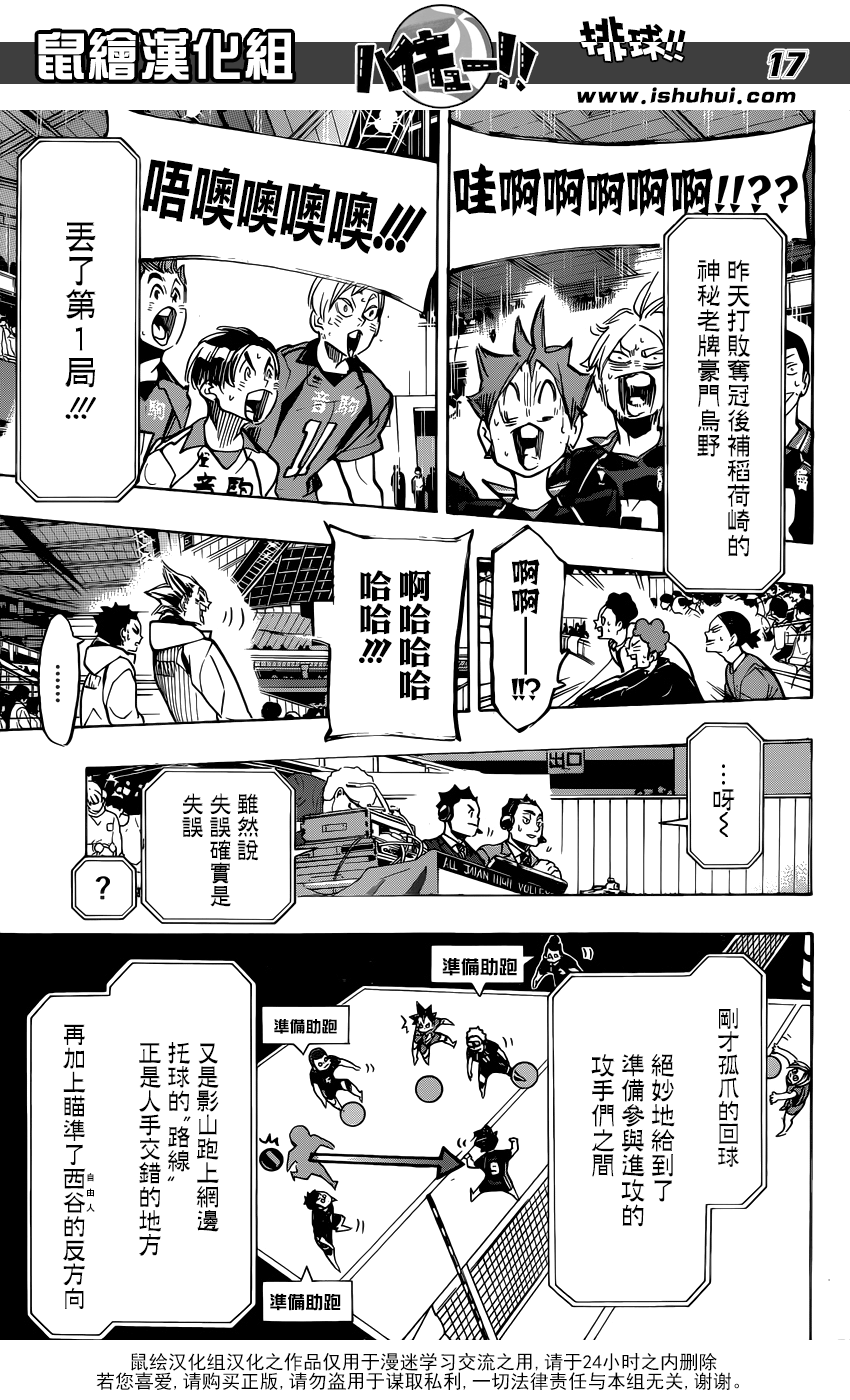 鼠繪漢化組
ハイキュー!!
排球!!
17
www.ishuhui.com
哇啊啊啊啊啊!!??
昨天打敗奪冠後補稻荷崎的
神秘老牌豪門烏野
唔噢噢噢噢!!!
音駒
11
音駒
丟了第1局!!!
啊啊——!!?
啊哈哈哈
哈哈!!!
……
…呀～
出口
ALL JAPAN HIGH VOLLEY
雖然說
失誤確實是
失誤
?
剛才孤爪的回球
絕妙地給到了
準備參與進攻的
攻手們之間
準備助跑
準備助跑
9
準備助跑
又是影山跑上網邊
托球的“路線”
正是人手交錯的地方
再加上瞄準了西谷的反方向
自由人
鼠绘汉化组汉化之作品仅用于漫迷学习交流之用,请于24小时之内删除
若您喜爱,请购买正版,请勿盗用于谋取私利,一切法律责任与本组无关,谢谢。